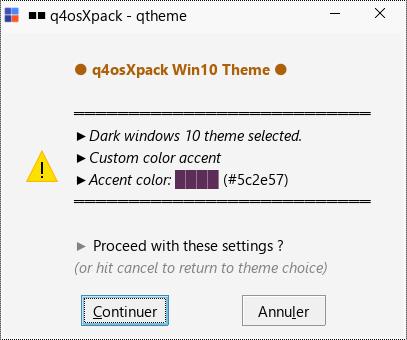 q4osXpack - qtheme
● q4osXpack Win10 Theme ●
►Dark windows 10 theme selected.
►Custom color accent
►Accent color: ████ (#5c2e57)
► Proceed with these settings ?
(or hit cancel to return to theme choice)
Continuer
Annuler